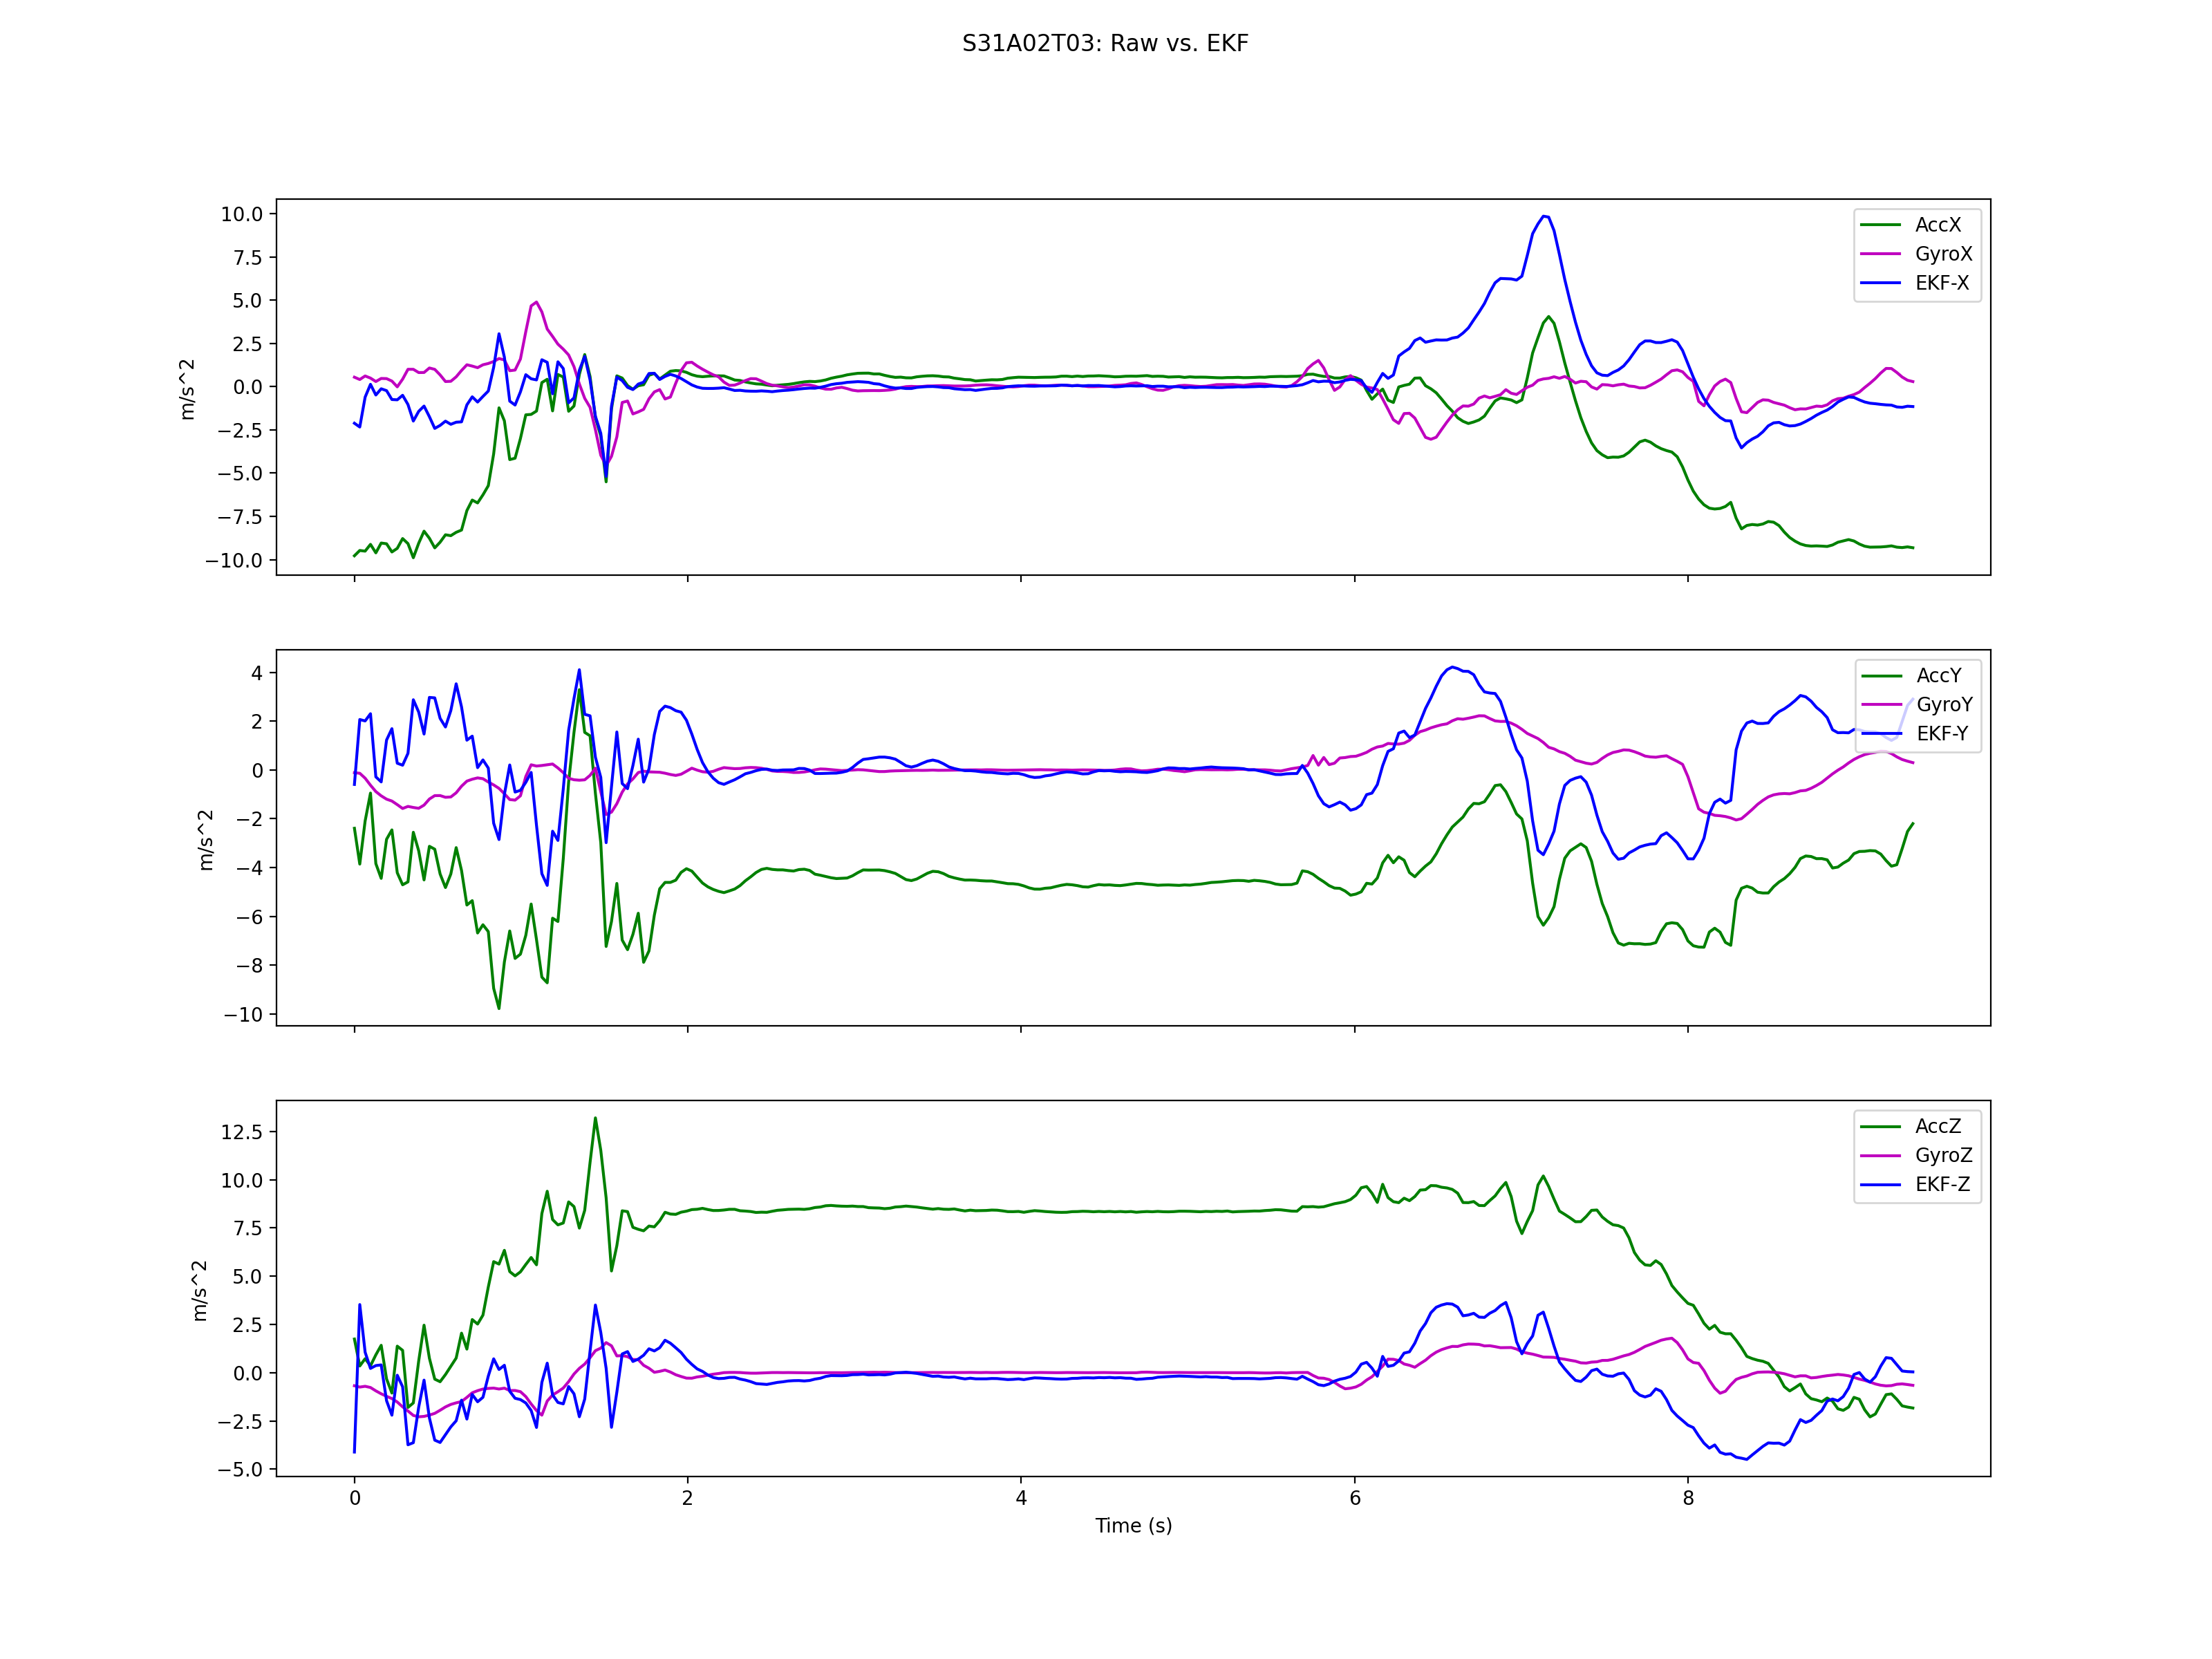 S31A02T03: Raw vs. EKF
10.0
7.5
5.0
2.5
0.0
−2.5
−5.0
−7.5
−10.0
m/s^2
AccX
GyroX
EKF-X
4
2
0
−2
−4
−6
−8
−10
m/s^2
AccY
GyroY
EKF-Y
12.5
10.0
7.5
5.0
2.5
0.0
−2.5
−5.0
m/s^2
AccZ
GyroZ
EKF-Z
0 2 4 6 8
Time (s)